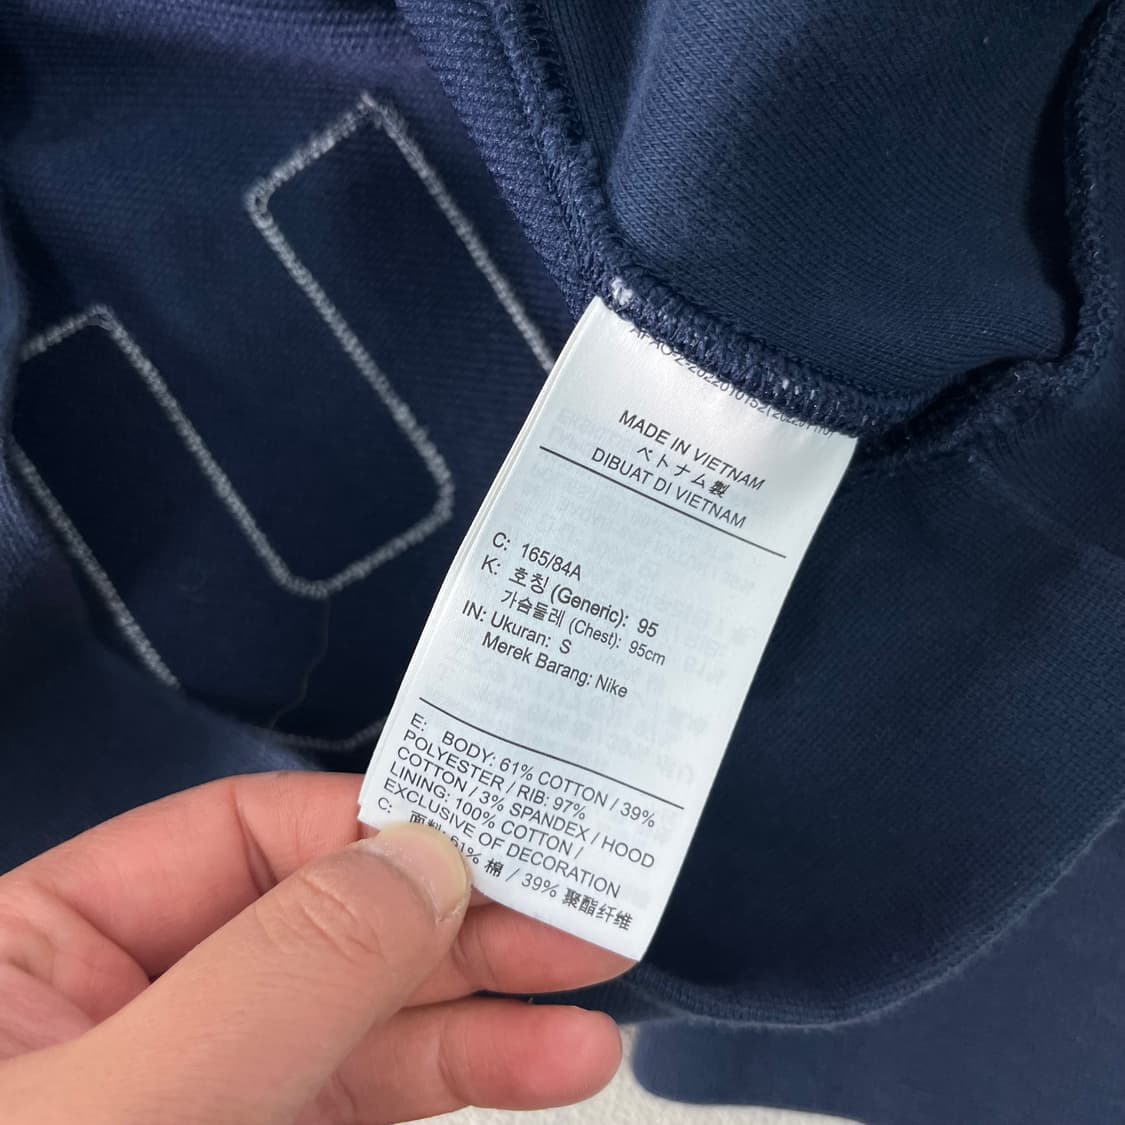 MADE IN VIETNAM
ベトナム製
DIBUAT DI VIETNAM
C: 165/84A
K: 호칭 (Generic): 95
가슴둘레 (Chest): 95cm
IN: Ukuran: S
Merek Barang: Nike
E: BODY: 61% COTTON / 39%
POLYESTER / RIB: 97%
COTTON / 3% SPANDEX / HOOD
LINING: 100% COTTON /
EXCLUSIVE OF DECORATION
C: 面料: 61% 棉 / 39% 聚酯纤维